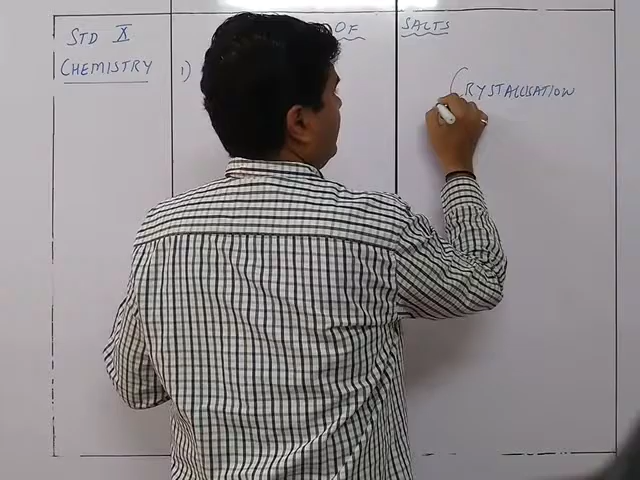 STD X
CHEMISTRY
1)
OF SALTS
CRYSTALLISATION